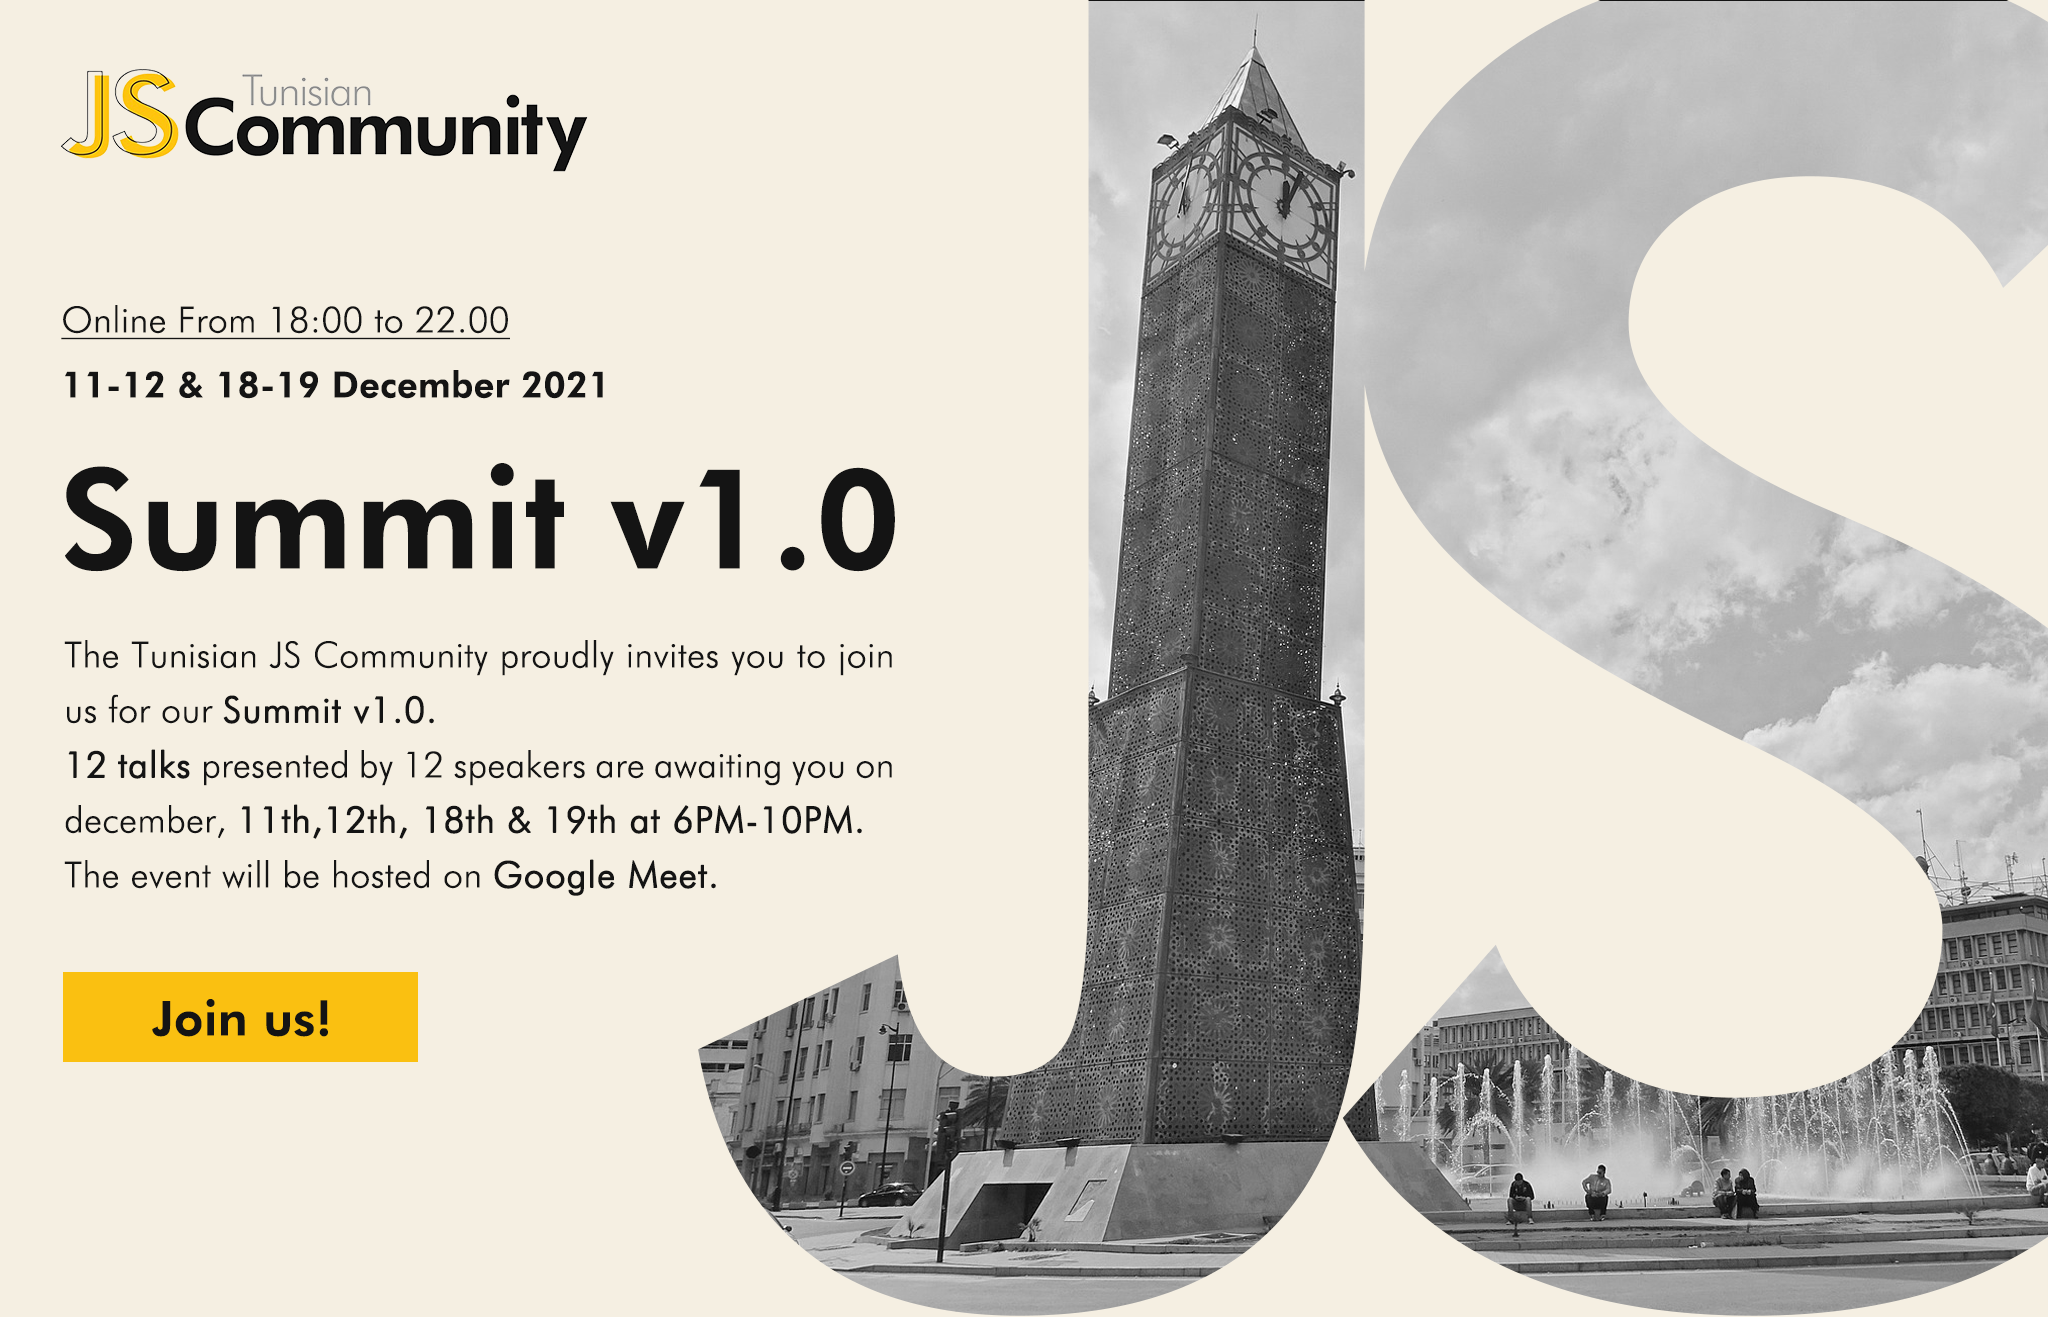 JS Tunisian Community
Online From 18:00 to 22.00
11-12 & 18-19 December 2021
Summit v1.0
The Tunisian JS Community proudly invites you to join
us for our Summit v1.0.
12 talks presented by 12 speakers are awaiting you on
december, 11th,12th, 18th & 19th at 6PM-10PM.
The event will be hosted on Google Meet.
Join us!
JS